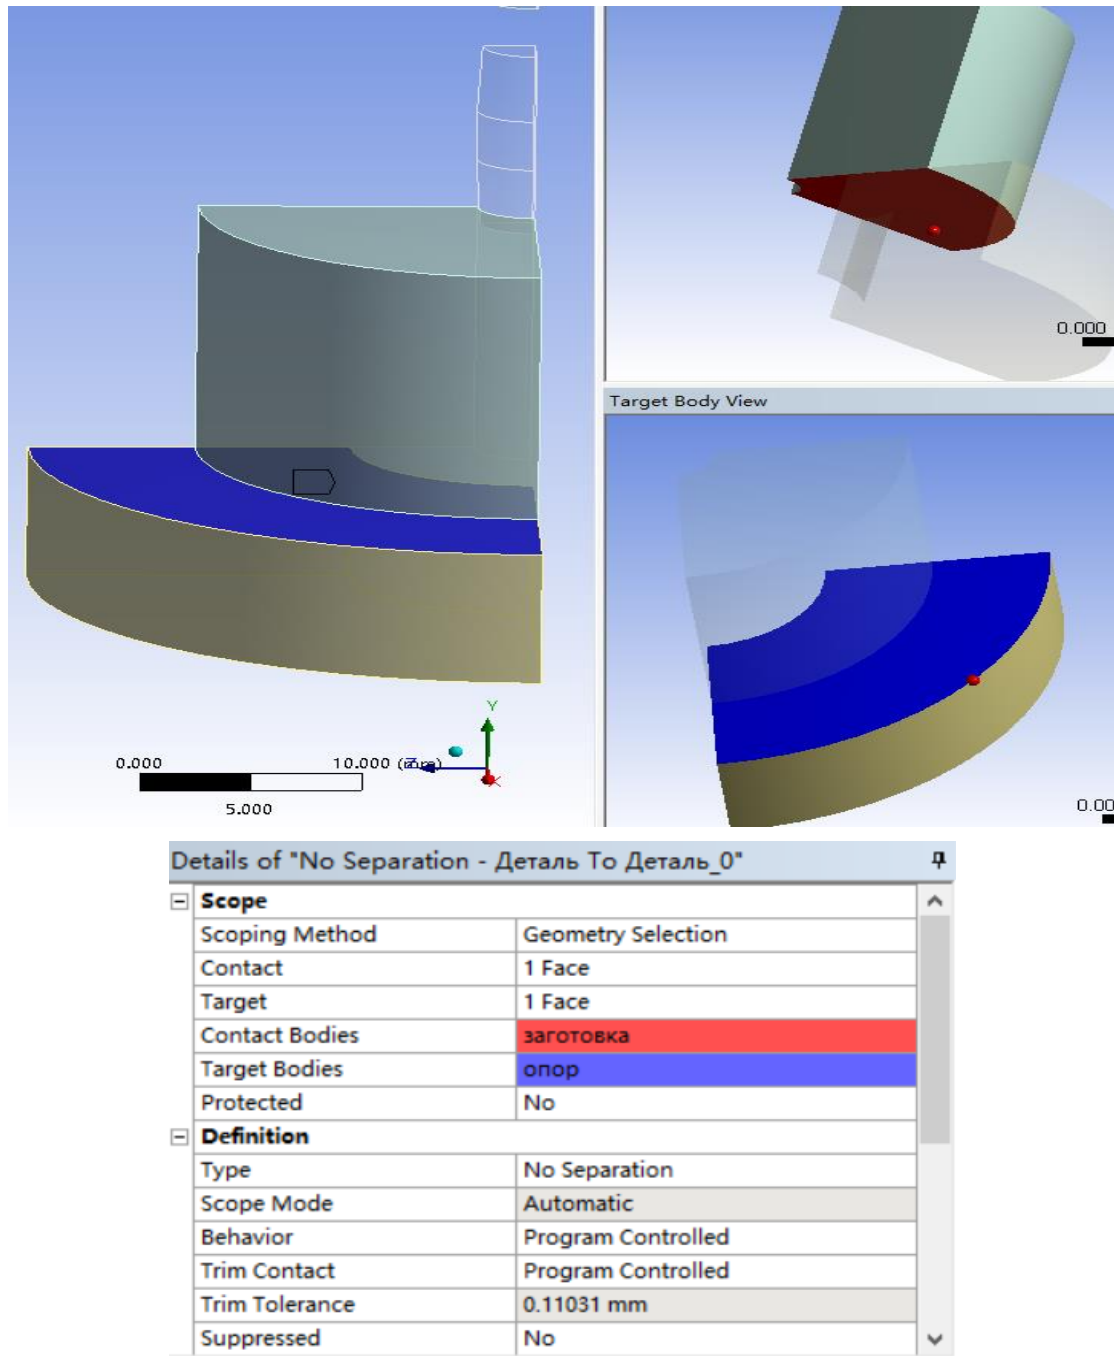 0.000
Target Body View
Y
0.000
10.000 (mm)
Z
X
5.000
0.00
Details of "No Separation - Деталь To Деталь_0"
Scope
Scoping Method Geometry Selection
Contact 1 Face
Target 1 Face
Contact Bodies заготовка
Target Bodies опор
Protected No
Definition
Type No Separation
Scope Mode Automatic
Behavior Program Controlled
Trim Contact Program Controlled
Trim Tolerance 0.11031 mm
Suppressed No